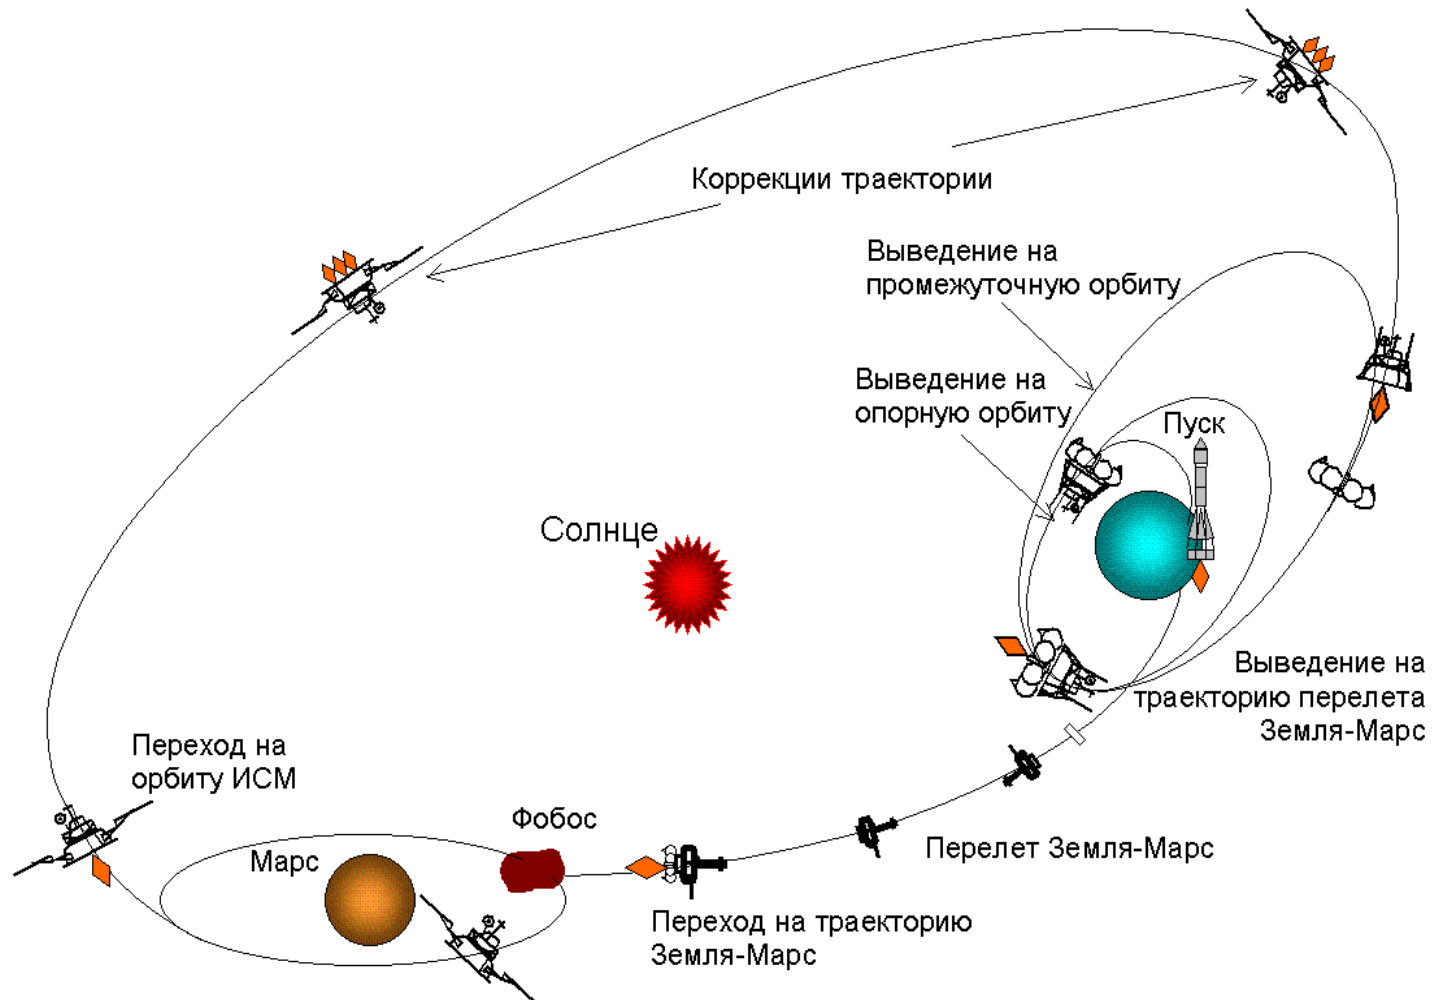 Коррекции траектории
Выведение на
промежуточную орбиту
Выведение на
опорную орбиту
Пуск
Солнце
Выведение на
траекторию перелета
Земля-Марс
Переход на
орбиту ИСМ
Фобос
Марс
Перелет Земля-Марс
Переход на траекторию
Земля-Марс